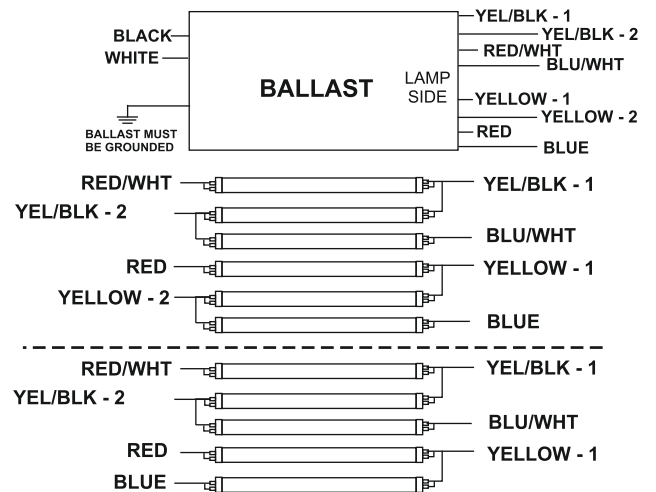 YEL/BLK - 1
BLACK
YEL/BLK - 2
RED/WHT
WHITE
BLU/WHT
BALLAST
LAMP
SIDE
YELLOW - 1
YELLOW - 2
BALLAST MUST
BE GROUNDED
RED
BLUE
RED/WHT
YEL/BLK - 1
YEL/BLK - 2
BLU/WHT
RED
YELLOW - 1
YELLOW - 2
BLUE
RED/WHT
YEL/BLK - 1
YEL/BLK - 2
BLU/WHT
RED
YELLOW - 1
BLUE